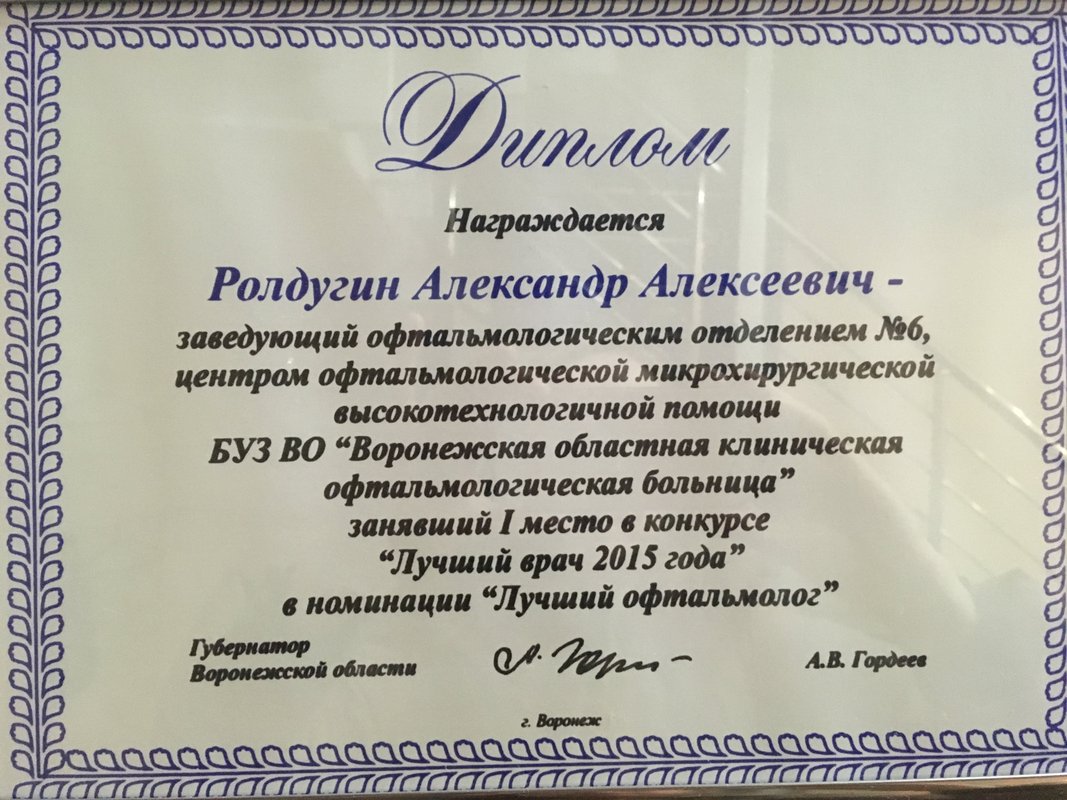 Диплом
Награждается
Ролдугин Александр Алексеевич -
заведующий офтальмологическим отделением №6,
центром офтальмологической микрохирургической
высокотехнологичной помощи
БУЗ ВО “Воронежская областная клиническая
офтальмологическая больница”
занявший I место в конкурсе
“Лучший врач 2015 года”
в номинации “Лучший офтальмолог”
Губернатор
Воронежской области
А.В. Гордеев
г. Воронеж